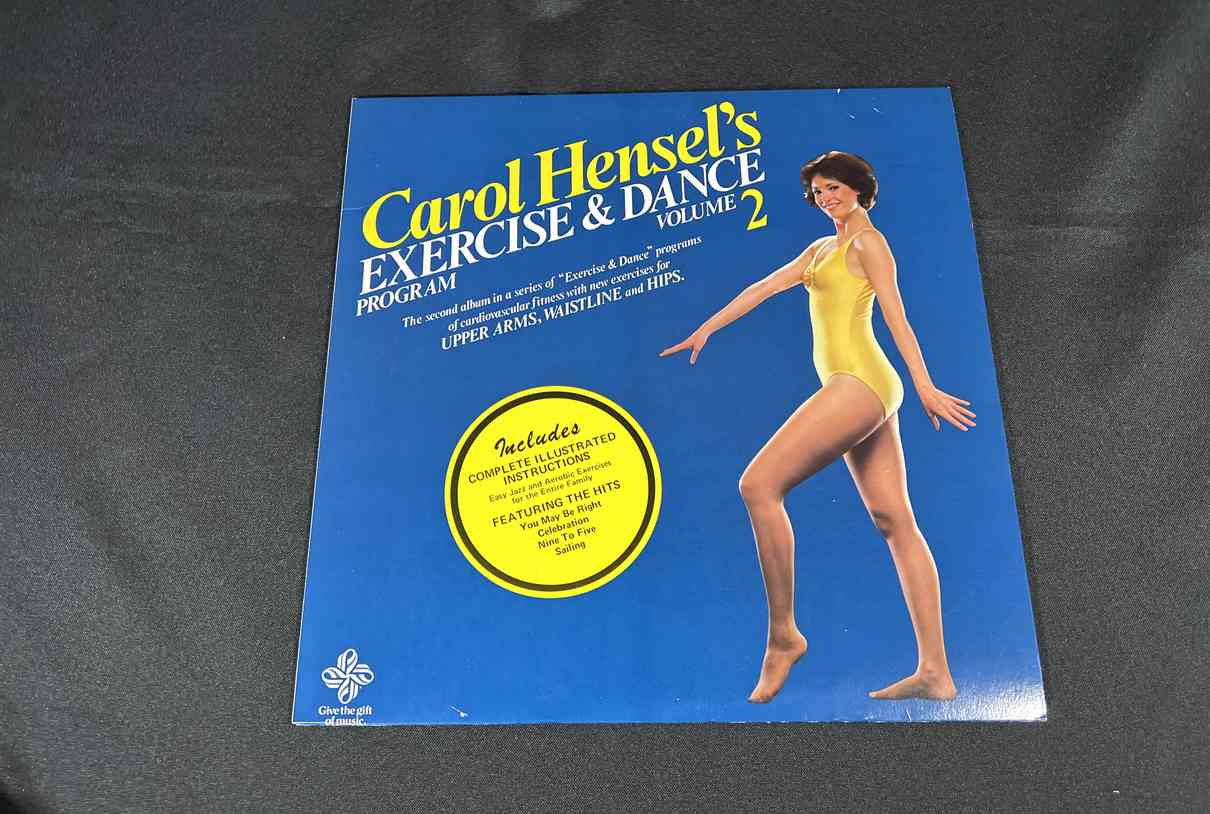 Carol Hensel's
EXERCISE & DANCE
PROGRAM
VOLUME 2
The second album in a series of "Exercise & Dance" programs
of cardiovascular fitness with new exercises for
UPPER ARMS, WAISTLINE and HIPS.
Includes
COMPLETE ILLUSTRATED
INSTRUCTIONS
Easy Jazz and Aerobic Exercises
for the Entire Family
FEATURING THE HITS
You May Be Right
Celebration
Nine To Five
Sailing
Give the gift
of music.